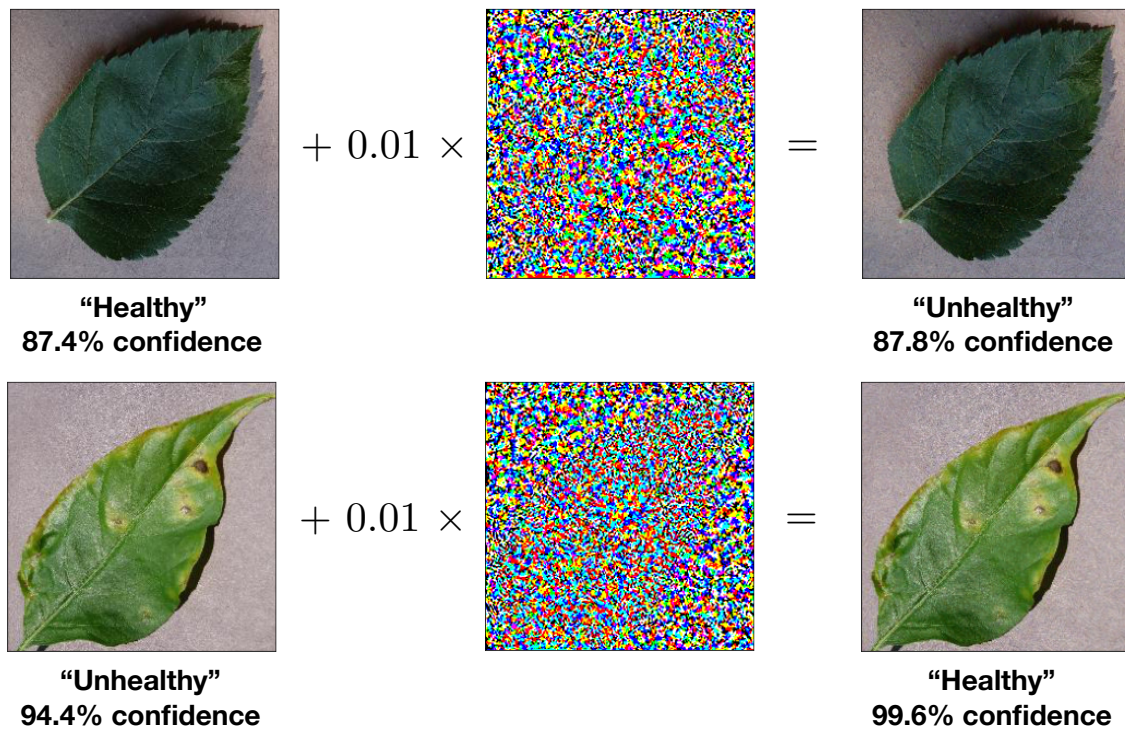 + 0.01 ×
=
“Healthy”
87.4% confidence
“Unhealthy”
87.8% confidence
+ 0.01 ×
=
“Unhealthy”
94.4% confidence
“Healthy”
99.6% confidence